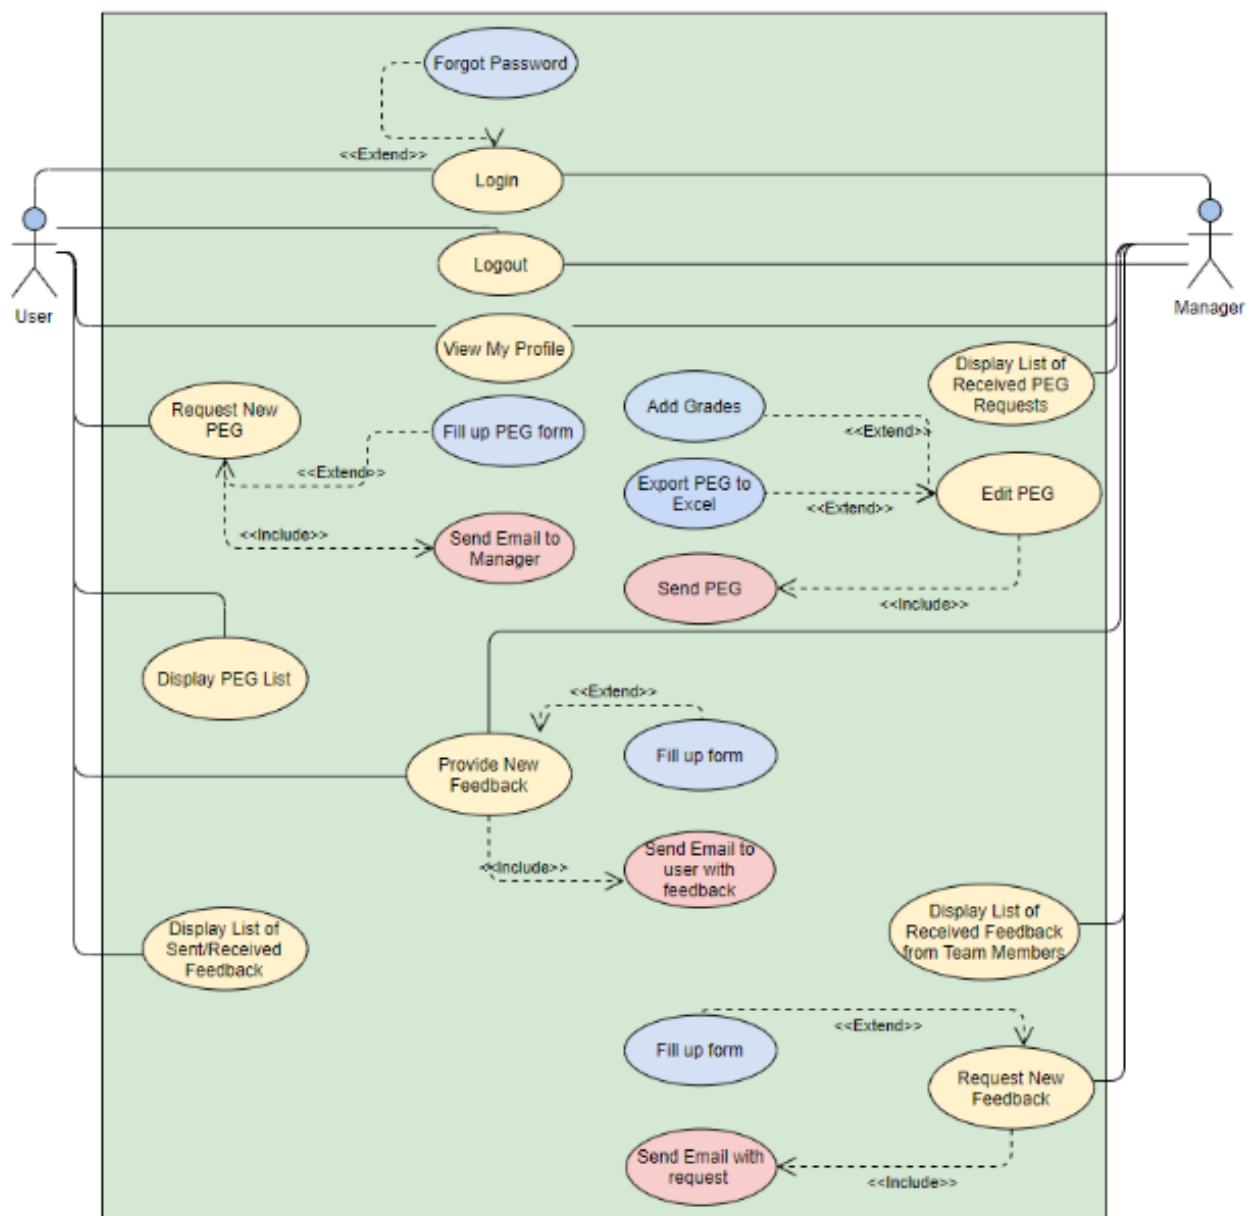 Forgot Password
<<Extend>>
Login
Logout
User
Manager
View My Profile
Display List of
Received PEG
Requests
Request New
PEG
Fill up PEG form
Add Grades
<<Extend>>
<<Extend>>
Export PEG to
Excel
<<Extend>>
Edit PEG
<<Include>>
Send Email to
Manager
Send PEG
<<Include>>
Display PEG List
<<Extend>>
Provide New
Feedback
Fill up form
<<Include>>
Send Email to
user with
feedback
Display List of
Sent/Received
Feedback
Display List of
Received Feedback
from Team Members
Fill up form
<<Extend>>
Request New
Feedback
Send Email with
request
<<Include>>